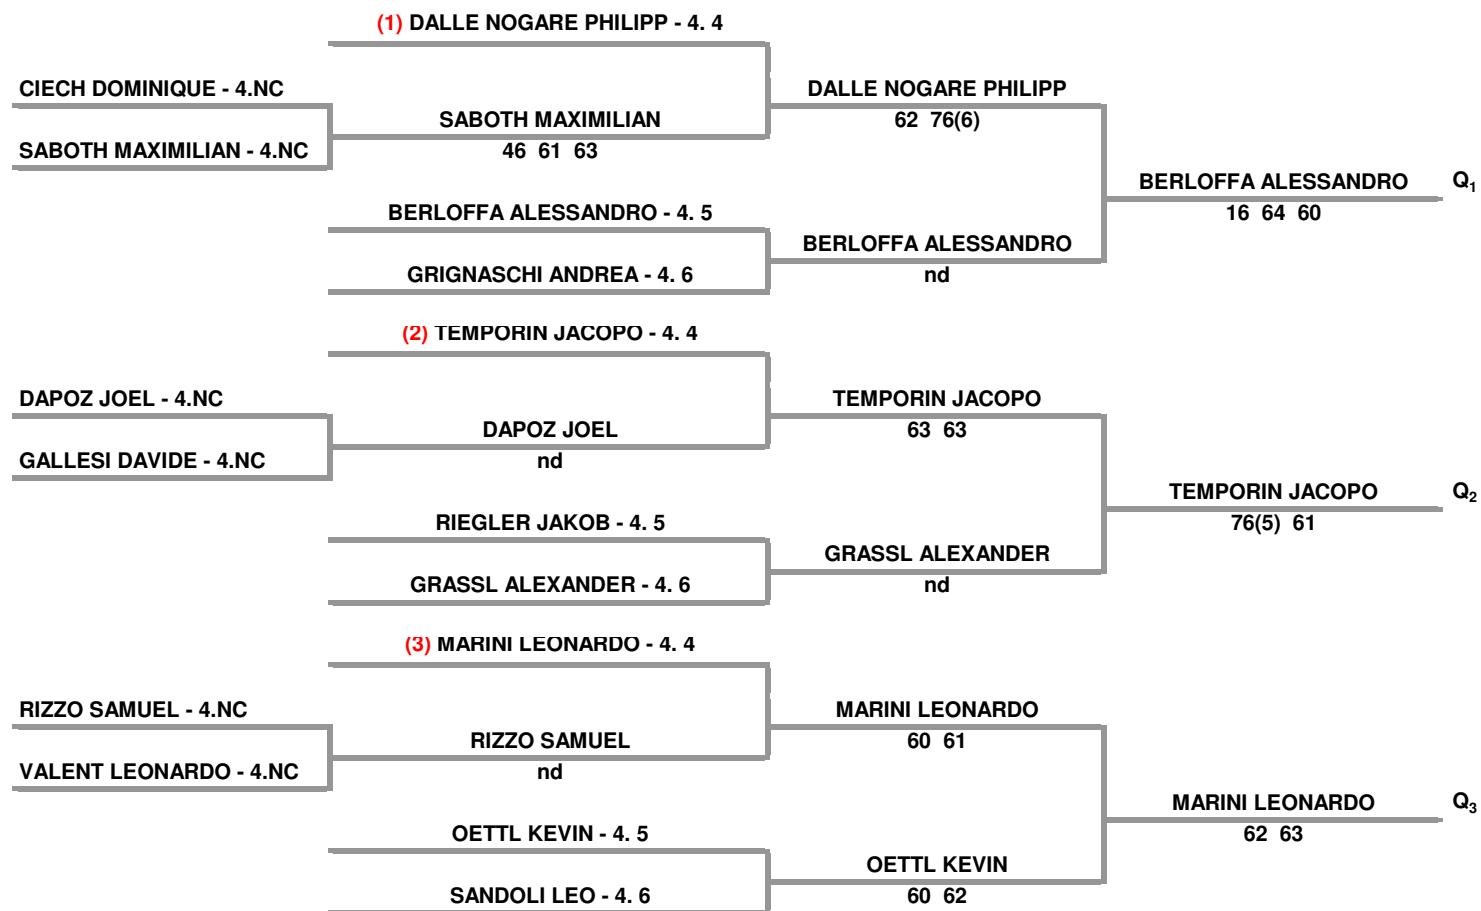 (1) DALLE NOGARE PHILIPP - 4. 4
CIECH DOMINIQUE - 4.NC
DALLE NOGARE PHILIPP
SABOTH MAXIMILIAN
62 76(6)
SABOTH MAXIMILIAN - 4.NC
46 61 63
BERLOFFA ALESSANDRO
Q1
BERLOFFA ALESSANDRO - 4. 5
16 64 60
BERLOFFA ALESSANDRO
GRIGNASCHI ANDREA - 4. 6
nd
(2) TEMPORIN JACOPO - 4. 4
DAPOZ JOEL - 4.NC
TEMPORIN JACOPO
DAPOZ JOEL
63 63
GALLESI DAVIDE - 4.NC
nd
TEMPORIN JACOPO
Q2
RIEGLER JAKOB - 4. 5
76(5) 61
GRASSL ALEXANDER
GRASSL ALEXANDER - 4. 6
nd
(3) MARINI LEONARDO - 4. 4
RIZZO SAMUEL - 4.NC
MARINI LEONARDO
RIZZO SAMUEL
60 61
VALENT LEONARDO - 4.NC
nd
MARINI LEONARDO
Q3
OETTL KEVIN - 4. 5
62 63
OETTL KEVIN
SANDOLI LEO - 4. 6
60 62